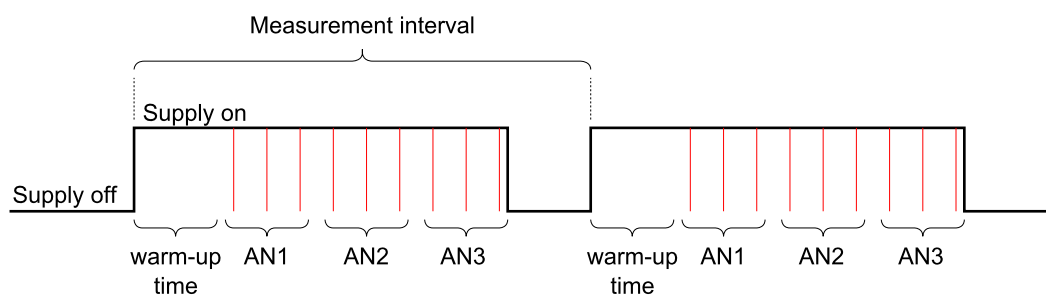 Measurement interval
Supply on
Supply off
warm-up
time
AN1
AN2
AN3
warm-up
time
AN1
AN2
AN3